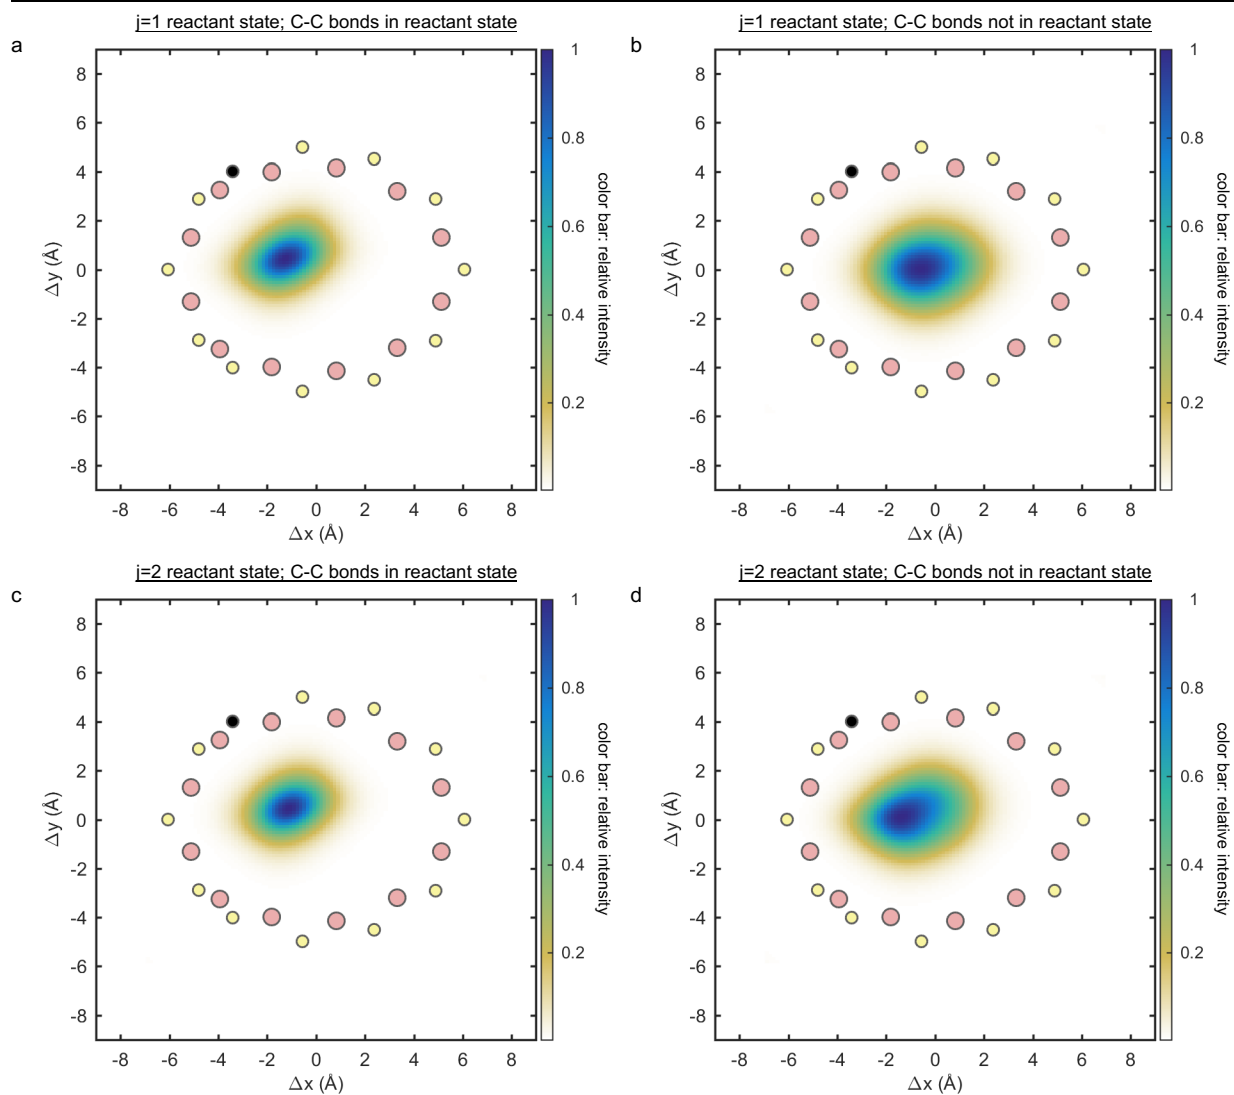 j=1 reactant state; C-C bonds in reactant state
a
8
6
4
2
0
-2
-4
-6
-8
Δy (Å)
-8 -6 -4 -2 0 2 4 6 8
Δx (Å)
1
0.8
0.6
0.4
0.2
color bar: relative intensity
j=1 reactant state; C-C bonds not in reactant state
b
8
6
4
2
0
-2
-4
-6
-8
Δy (Å)
-8 -6 -4 -2 0 2 4 6 8
Δx (Å)
1
0.8
0.6
0.4
0.2
color bar: relative intensity
j=2 reactant state; C-C bonds in reactant state
c
8
6
4
2
0
-2
-4
-6
-8
Δy (Å)
-8 -6 -4 -2 0 2 4 6 8
Δx (Å)
1
0.8
0.6
0.4
0.2
color bar: relative intensity
j=2 reactant state; C-C bonds not in reactant state
d
8
6
4
2
0
-2
-4
-6
-8
Δy (Å)
-8 -6 -4 -2 0 2 4 6 8
Δx (Å)
1
0.8
0.6
0.4
0.2
color bar: relative intensity